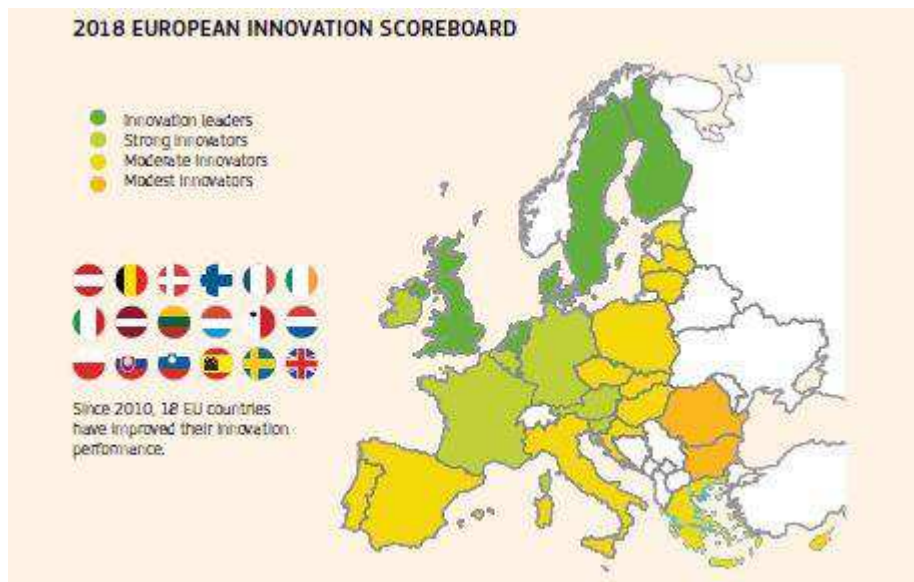 2018 EUROPEAN INNOVATION SCOREBOARD
Innovation leaders
Strong Innovators
Moderate Innovators
Modest Innovators
Since 2010, 18 EU countries
have improved their innovation
performance.